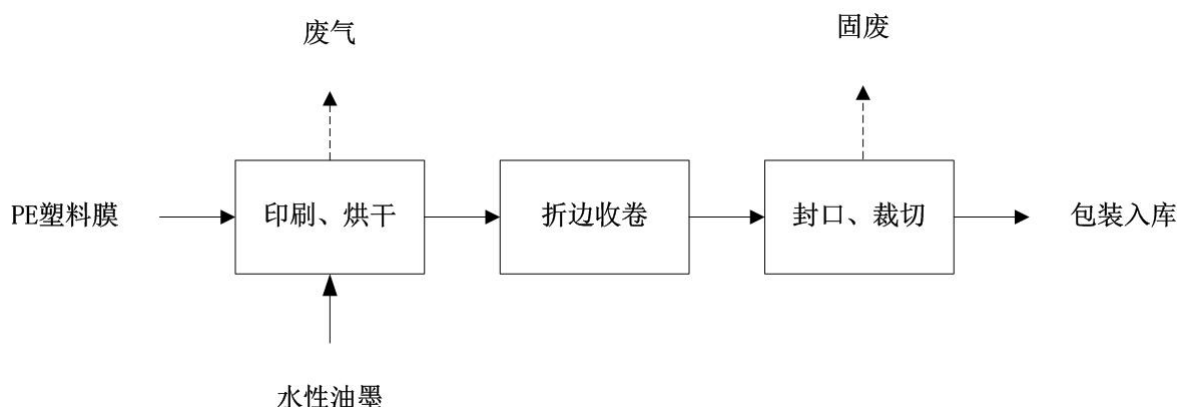 废气
固废
PE塑料膜
印刷、烘干
折边收卷
封口、裁切
包装入库
水性油墨